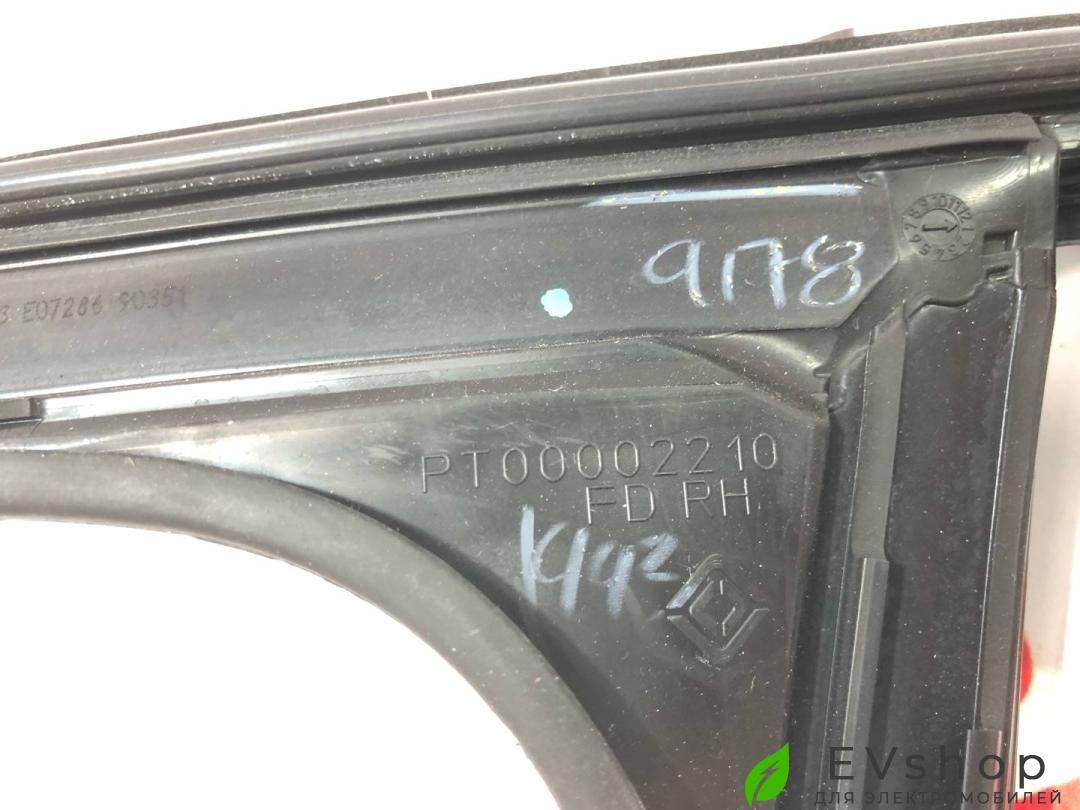 9178
E07286 90351
PT00002210
FD RH
EVshop
ДЛЯ ЭЛЕКТРОМОБИЛЕЙ